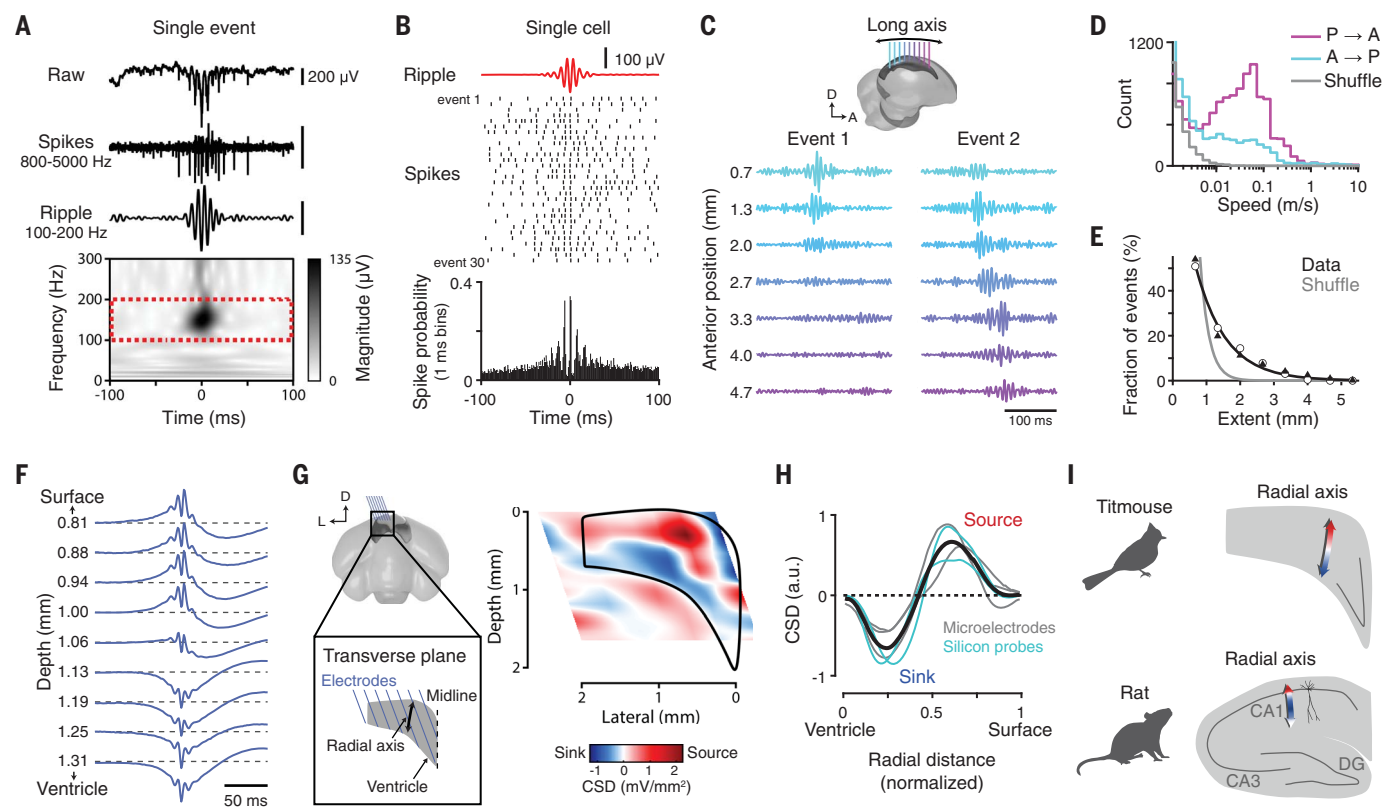 A
Single event
Raw
200 µV
Spikes
800-5000 Hz
Ripple
100-200 Hz
Frequency (Hz)
300
200
100
0
-100
0
100
Time (ms)
135
0
Magnitude (µV)
B
Single cell
100 µV
Ripple
event 1
Spikes
event 30
Spike probability
(1 ms bins)
0.4
0
-100
0
100
Time (ms)
C
Long axis
D
A
Event 1
Event 2
Anterior position (mm)
0.7
1.3
2.0
2.7
3.3
4.0
4.7
100 ms
D
P → A
A → P
Shuffle
Count
1200
0
0.01
0.1
1
10
Speed (m/s)
E
Data
Shuffle
Fraction of events (%)
40
20
0
0
1
2
3
4
5
Extent (mm)
F
Surface
Depth (mm)
0.81
0.88
0.94
1.00
1.06
1.13
1.19
1.25
1.31
Ventricle
50 ms
G
D
L
Transverse plane
Electrodes
Midline
Radial axis
Ventricle
Depth (mm)
0
1
2
2
1
0
Lateral (mm)
Sink
Source
-1
0
1
2
CSD (mV/mm²)
H
CSD (a.u.)
1
0
-1
Source
Microelectrodes
Silicon probes
Sink
0
0.5
1
Ventricle
Surface
Radial distance
(normalized)
I
Titmouse
Radial axis
Rat
Radial axis
CA1
CA3
DG